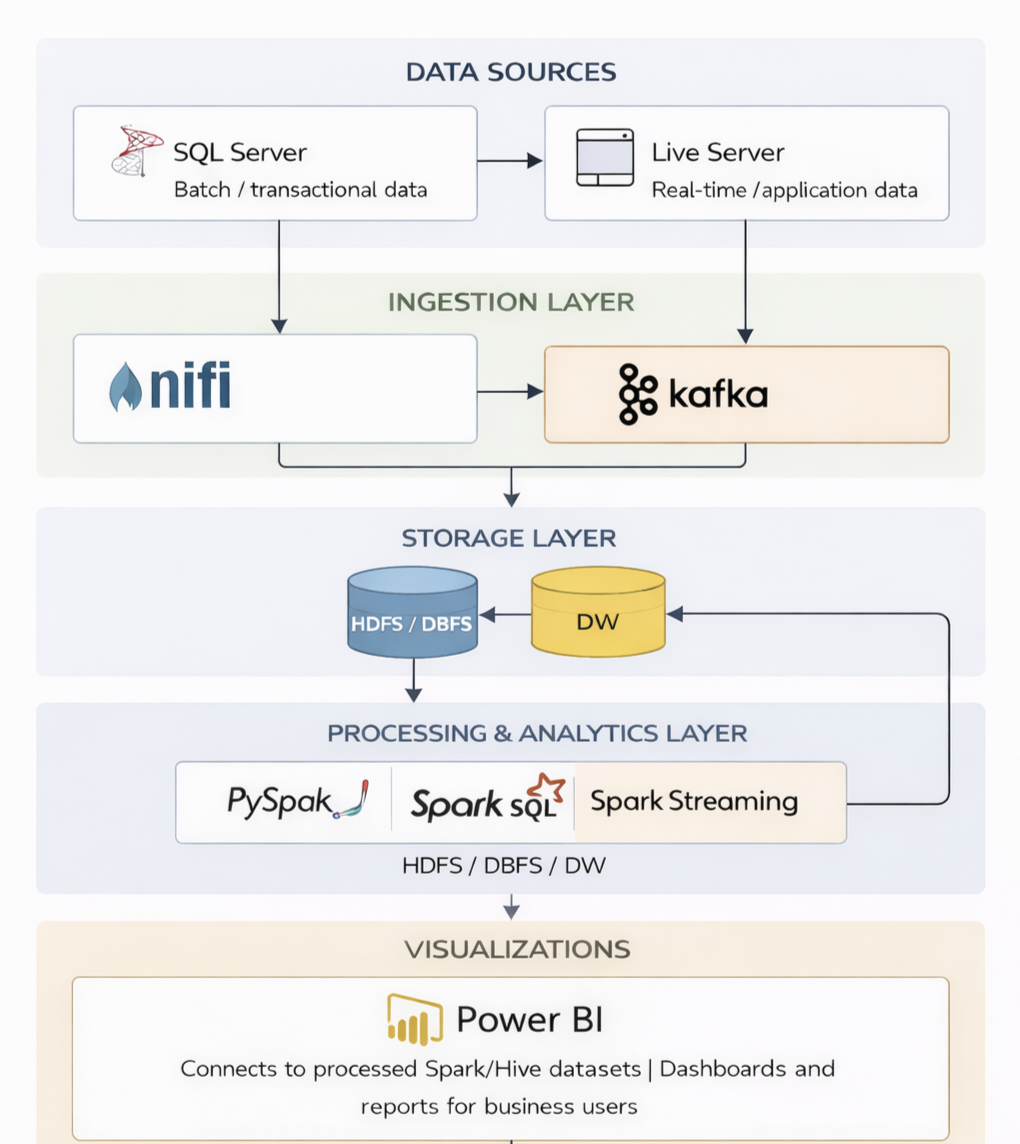 DATA SOURCES
SQL Server
Batch / transactional data
Live Server
Real-time /application data
INGESTION LAYER
nifi
kafka
STORAGE LAYER
HDFS / DBFS
DW
PROCESSING & ANALYTICS LAYER
PySpak
Spark SQL
Spark Streaming
HDFS / DBFS / DW
VISUALIZATIONS
Power BI
Connects to processed Spark/Hive datasets | Dashboards and
reports for business users